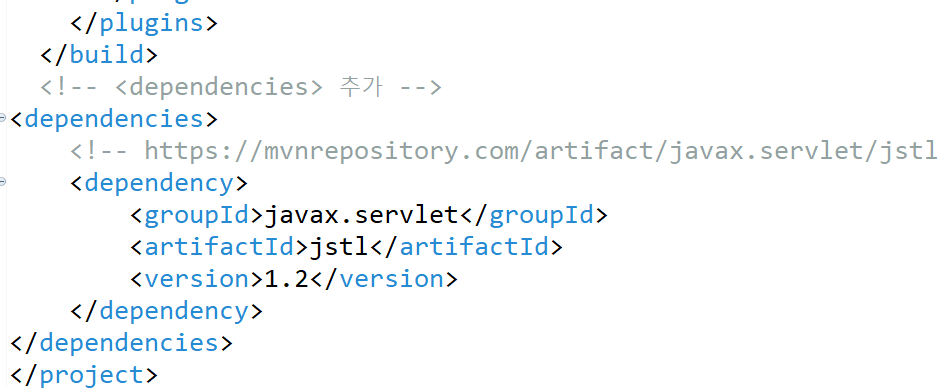 </plugins>
</build>
<!-- <dependencies> 추가 -->
<dependencies>
<!-- https://mvnrepository.com/artifact/javax.servlet/jstl
<dependency>
<groupId>javax.servlet</groupId>
<artifactId>jstl</artifactId>
<version>1.2</version>
</dependency>
</dependencies>
</project>